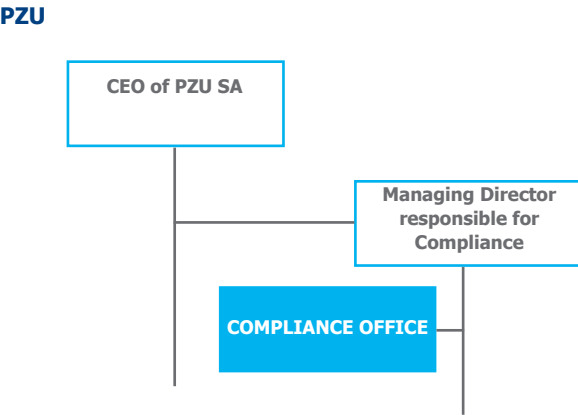 PZU
CEO of PZU SA
Managing Director
responsible for
Compliance
COMPLIANCE OFFICE